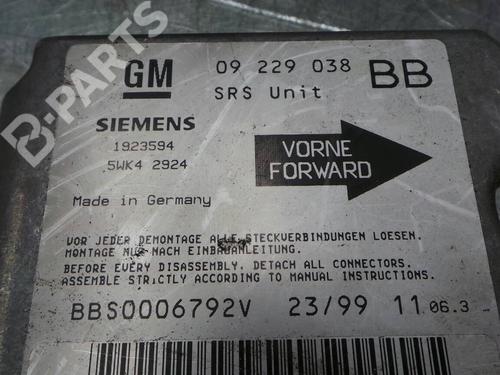 B-PARTS
GM 09 229 038 BB
SRS Unit
SIEMENS
1923594
5WK4 2924
VORNE
FORWARD
Made in Germany
VOR JEDER DEMONTAGE ALLE STECKVERBINDUNGEN LOESEN.
MONTAGE NUR NACH EINBAUANLEITUNG.
BEFORE EVERY DISASSEMBLY, DETACH ALL CONNECTORS.
ASSEMBLE STRICTLY ACCORDING TO MANUAL INSTRUCTIONS.
BBS0006792V 23/99 11 06.3